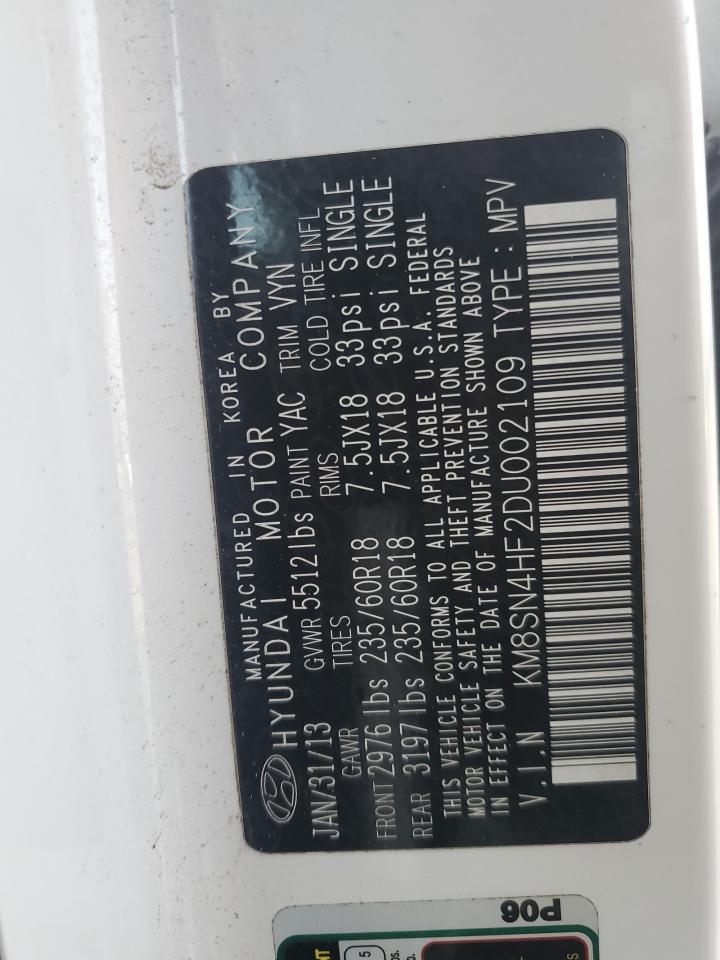 MANUFACTURED IN KOREA BY
HYUNDAI MOTOR COMPANY
JAN/31/13 GVWR 5512 lbs PAINT YAC TRIM VYN
GAWR TIRES RIMS COLD TIRE INFL
FRONT 2976 lbs 235/60R18 7.5JX18 33psi SINGLE
REAR 3197 lbs 235/60R18 7.5JX18 33psi SINGLE
THIS VEHICLE CONFORMS TO ALL APPLICABLE U.S.A. FEDERAL
MOTOR VEHICLE SAFETY AND THEFT PREVENTION STANDARDS
IN EFFECT ON THE DATE OF MANUFACTURE SHOWN ABOVE
V.I.N KM8SN4HF2DU002109 TYPE : MPV
P06
5